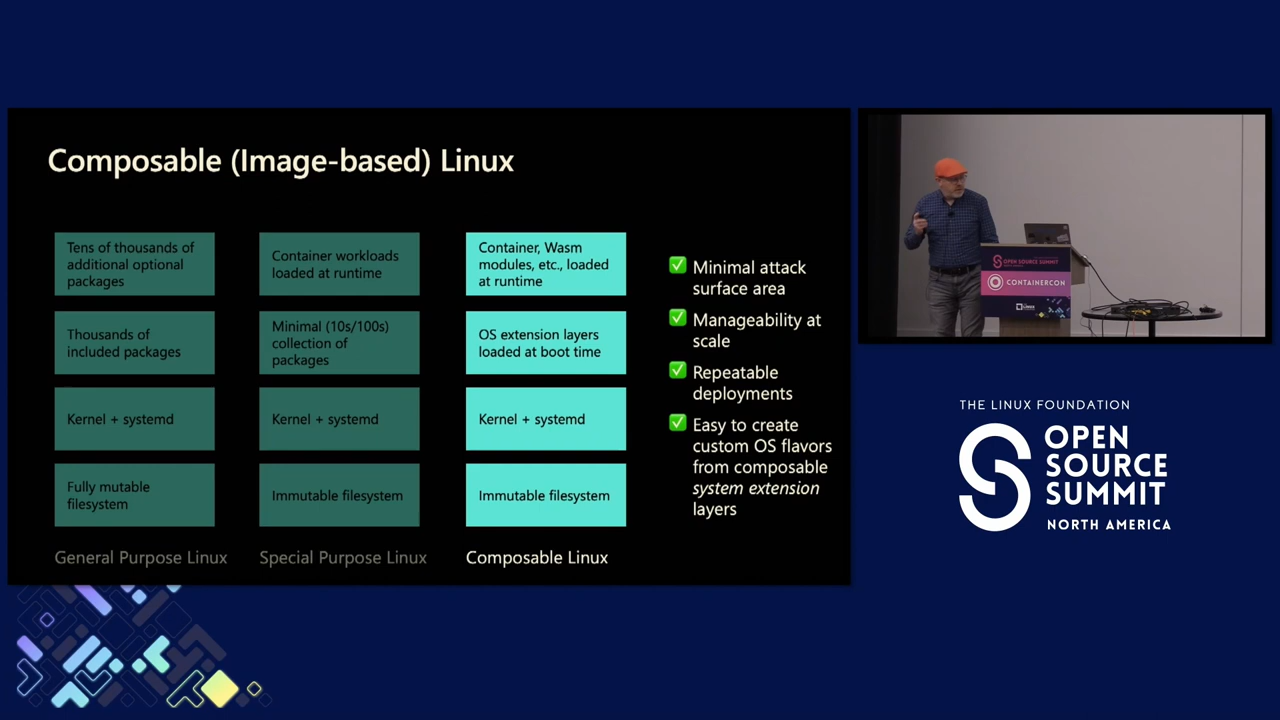 Composable (Image-based) Linux
Tens of thousands of
additional optional
packages
Thousands of
included packages
Kernel + systemd
Fully mutable
filesystem
General Purpose Linux
Container workloads
loaded at runtime
Minimal (10s/100s)
collection of
packages
Kernel + systemd
Immutable filesystem
Special Purpose Linux
Container, Wasm
modules, etc., loaded
at runtime
OS extension layers
loaded at boot time
Kernel + systemd
Immutable filesystem
Composable Linux
✅ Minimal attack
surface area
✅ Manageability at
scale
✅ Repeatable
deployments
✅ Easy to create
custom OS flavors
from composable
system extension
layers
OPEN SOURCE SUMMIT
CONTAINERCON
THE LINUX FOUNDATION
OPEN
SOURCE
SUMMIT
NORTH AMERICA